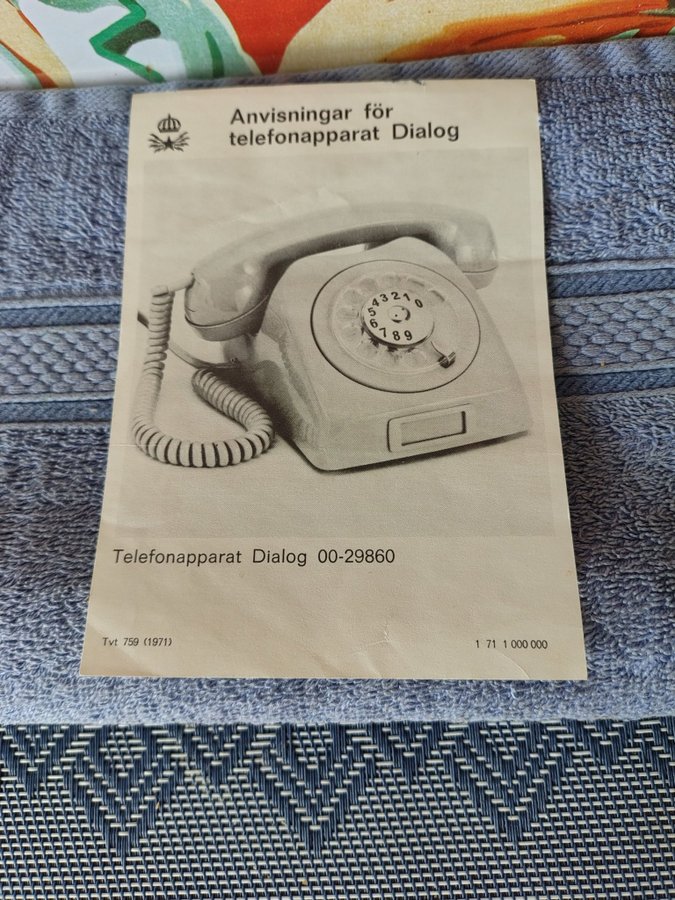 Anvisningar för
telefonapparat Dialog
5 4 3 2 1 0
6 7 8 9
Telefonapparat Dialog 00-29860
Tvt 759 (1971)
1 71 1 000 000